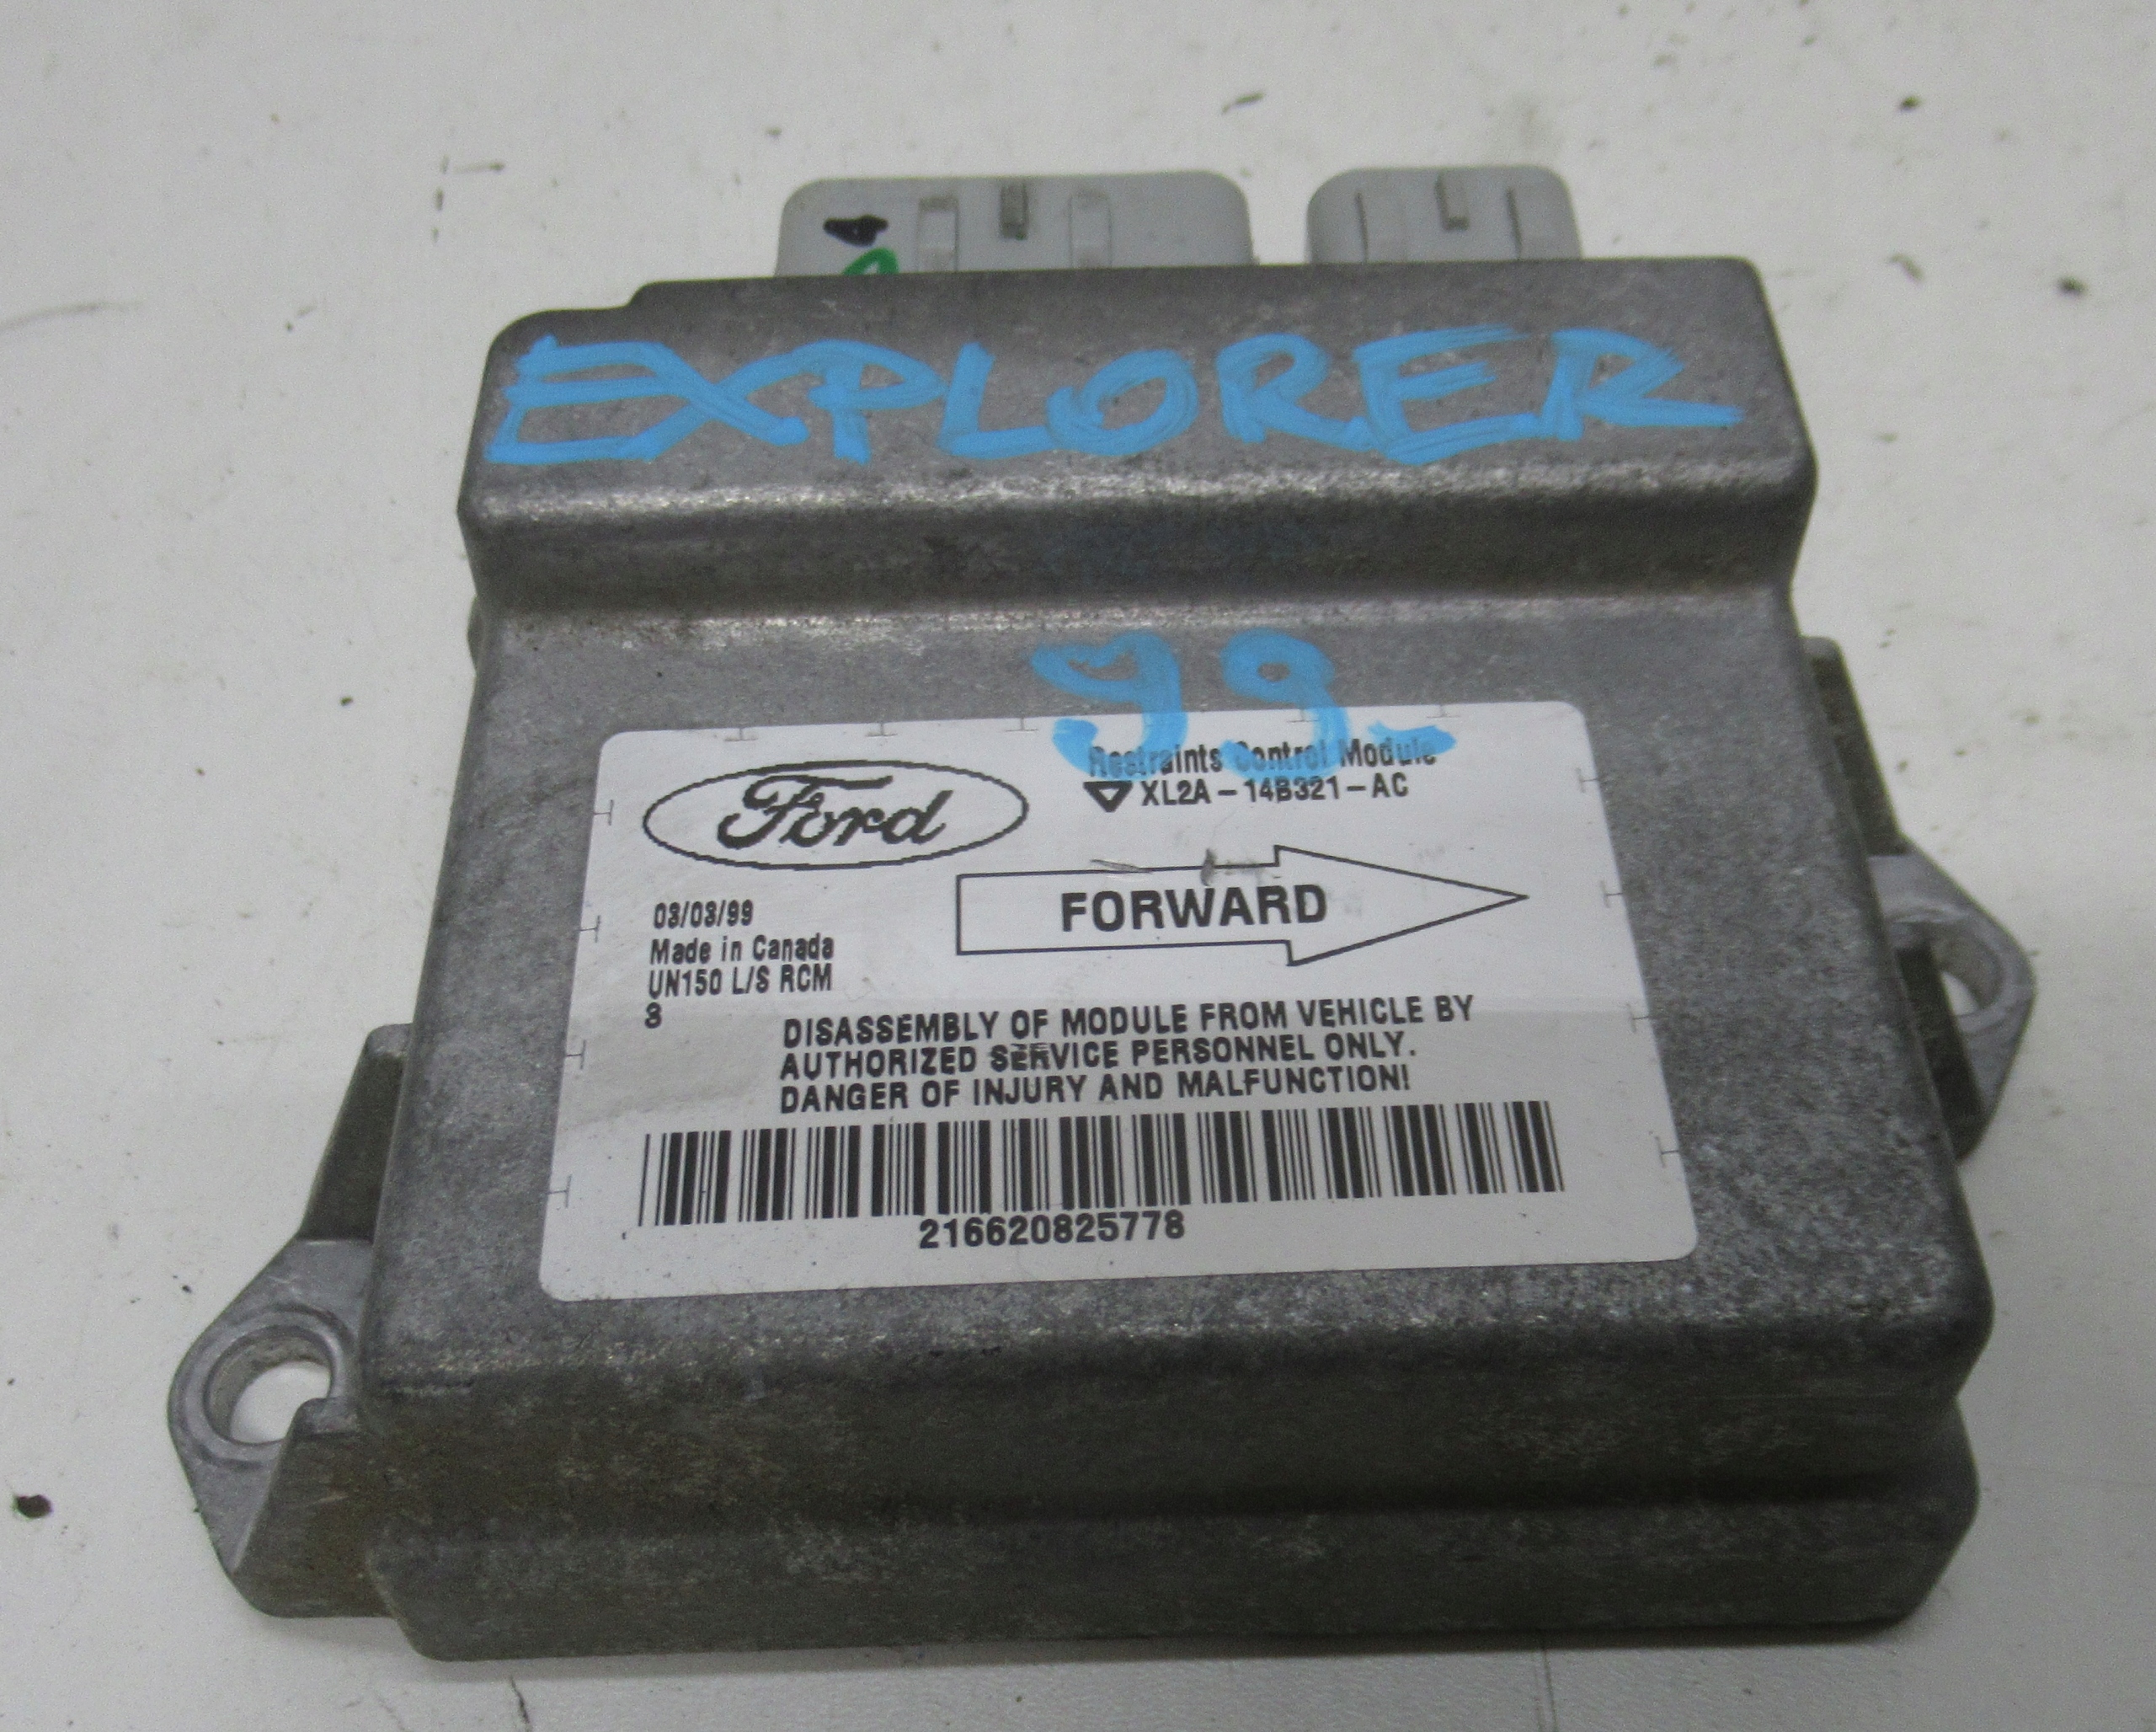 EXPLORER
99
Ford
Restraints Control Module
XL2A-14B321-AC
FORWARD
03/03/99
Made in Canada
UN150 L/S RCM
3
DISASSEMBLY OF MODULE FROM VEHICLE BY
AUTHORIZED SERVICE PERSONNEL ONLY.
DANGER OF INJURY AND MALFUNCTION!
216620825778